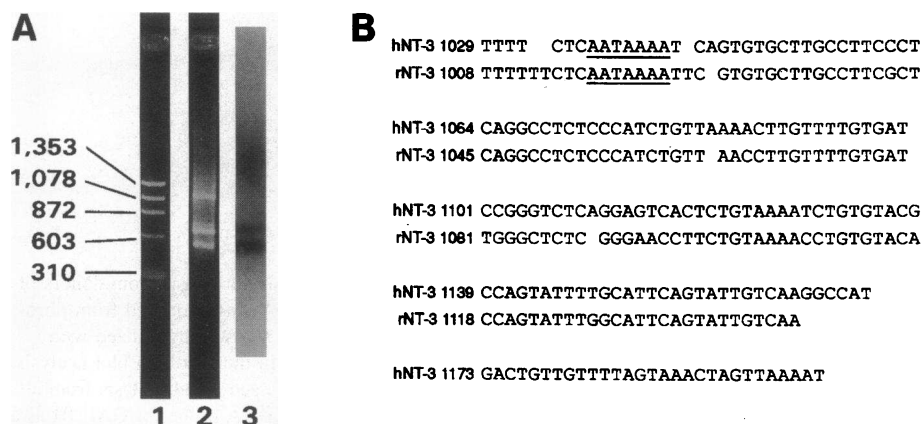 A
1,353
1,078
872
603
310
1 2 3
B
hNT-3 1029 TTTT CTCAATAAAAT CAGTGTGCTTGCCTTCCCT
rNT-3 1008 TTTTTTCTCAATAAAATTC GTGTGCTTGCCTTCGCT
hNT-3 1064 CAGGCCTCTCCCATCTGTTAAAACTTGTTTTGTGAT
rNT-3 1045 CAGGCCTCTCCCATCTGTT AACCTTGTTTTGTGAT
hNT-3 1101 CCGGGTCTCAGGAGTCACTCTGTAAAATCTGTGTACG
rNT-3 1081 TGGGCTCTC GGGAACCTTCTGTAAAACCTGTGTACA
hNT-3 1139 CCAGTATTTTGCATTCAGTATTGTCAAGGCCAT
rNT-3 1118 CCAGTATTTGGCATTCAGTATTGTCAA
hNT-3 1173 GACTGTTGTTTTAGTAAACTAGTTAAAAT